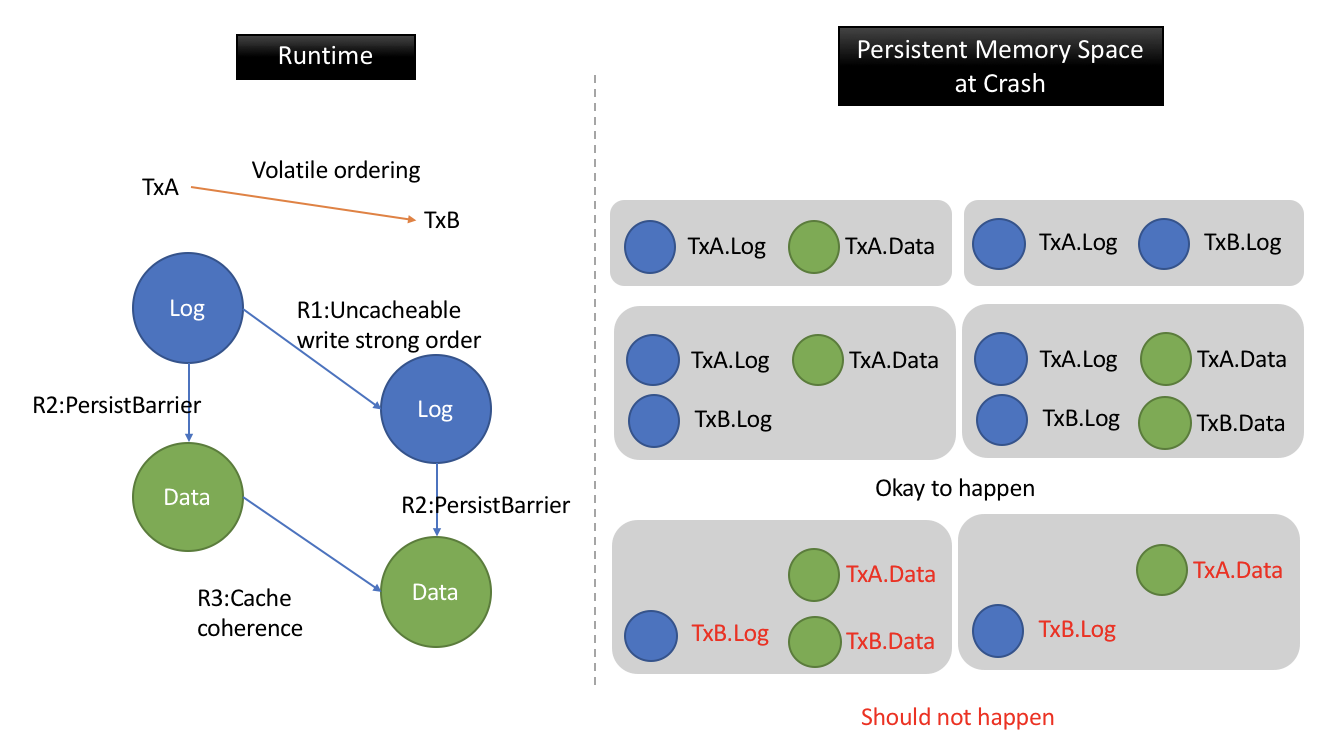 Runtime
Volatile ordering
TxA
TxB
Log
R1:Uncacheable
write strong order
R2:PersistBarrier
Log
Data
R2:PersistBarrier
R3:Cache
coherence
Data
Persistent Memory Space
at Crash
TxA.Log
TxA.Data
TxA.Log
TxB.Log
TxA.Log
TxA.Data
TxB.Log
TxA.Log
TxA.Data
TxB.Log
TxB.Data
Okay to happen
TxA.Data
TxB.Log
TxB.Data
TxA.Data
TxB.Log
Should not happen